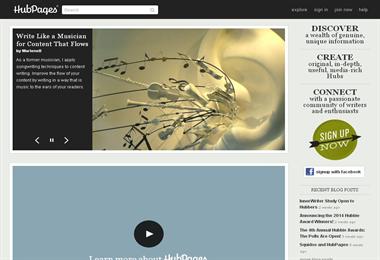 HubPages
Search
explore
sign in
join now
help
Write Like a Musician
for Content That Flows
by Marisnell
As a former musician, I apply
songwriting techniques to content
writing. Improve the flow of your
content by writing in a way that is
music to the ears of your readers.
DISCOVER
a wealth of genuine,
unique information
CREATE
original, in-depth,
useful, media-rich
Hubs
CONNECT
with a passionate
community of writers
and enthusiasts
SIGN UP
NOW
signup with facebook
RECENT BLOG POSTS
InnerWriter Study Open to
Hubbers 2 weeks ago
Announcing the 2014 Hubbie
Award Winners! 2 weeks ago
The 4th Annual Hubbie Awards:
The Polls Are Open! 3 weeks ago
Squidoo and HubPages 3 weeks ago
Learn more about HubPages